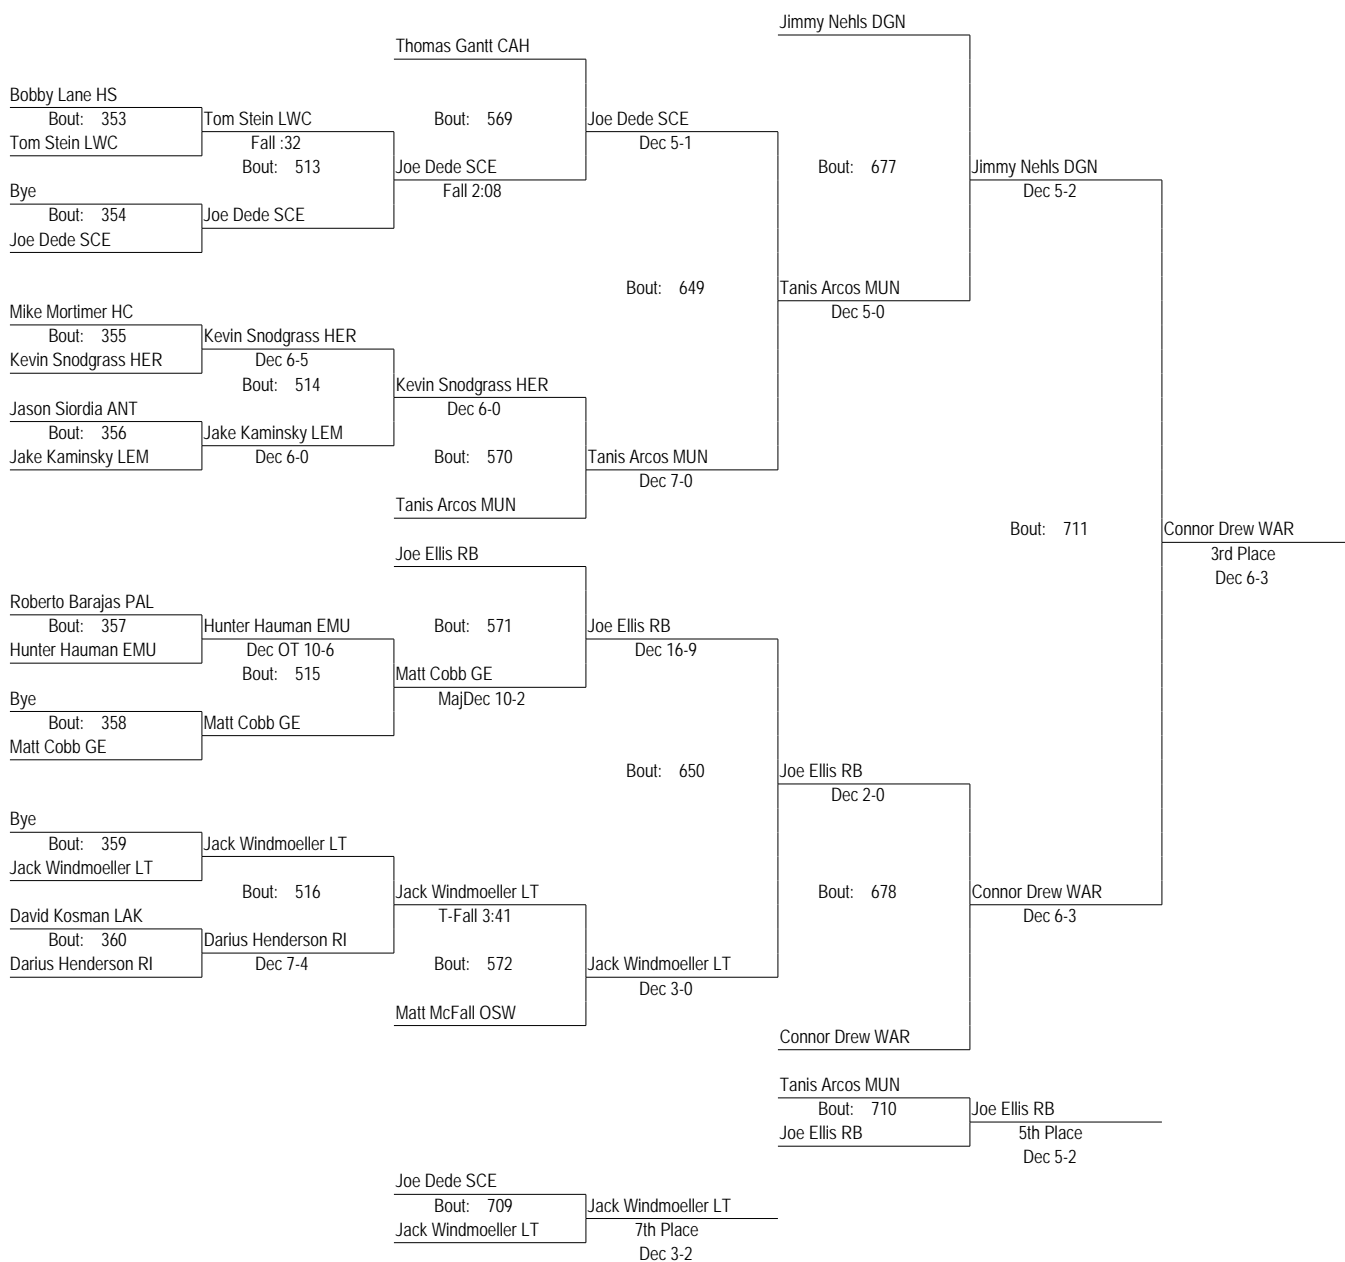 Jimmy Nehls DGN
Thomas Gantt CAH
Bobby Lane HS
Bout: 353
Tom Stein LWC
Tom Stein LWC
Fall :32
Bout: 513
Bout: 569
Joe Dede SCE
Dec 5-1
Joe Dede SCE
Fall 2:08
Bout: 677
Jimmy Nehls DGN
Dec 5-2
Bye
Bout: 354
Joe Dede SCE
Joe Dede SCE
Bout: 649
Tanis Arcos MUN
Dec 5-0
Mike Mortimer HC
Bout: 355
Kevin Snodgrass HER
Kevin Snodgrass HER
Dec 6-5
Bout: 514
Kevin Snodgrass HER
Dec 6-0
Jason Siordia ANT
Bout: 356
Jake Kaminsky LEM
Jake Kaminsky LEM
Dec 6-0
Bout: 570
Tanis Arcos MUN
Dec 7-0
Tanis Arcos MUN
Bout: 711
Connor Drew WAR
3rd Place
Dec 6-3
Joe Ellis RB
Roberto Barajas PAL
Bout: 357
Hunter Hauman EMU
Hunter Hauman EMU
Dec OT 10-6
Bout: 515
Bout: 571
Joe Ellis RB
Dec 16-9
Matt Cobb GE
MajDec 10-2
Bye
Bout: 358
Matt Cobb GE
Matt Cobb GE
Bout: 650
Joe Ellis RB
Dec 2-0
Bye
Bout: 359
Jack Windmoeller LT
Jack Windmoeller LT
Bout: 516
Jack Windmoeller LT
T-Fall 3:41
Bout: 678
Connor Drew WAR
Dec 6-3
David Kosman LAK
Bout: 360
Darius Henderson RI
Darius Henderson RI
Dec 7-4
Bout: 572
Jack Windmoeller LT
Dec 3-0
Matt McFall OSW
Connor Drew WAR
Tanis Arcos MUN
Bout: 710
Joe Ellis RB
Joe Ellis RB
5th Place
Dec 5-2
Joe Dede SCE
Bout: 709
Jack Windmoeller LT
Jack Windmoeller LT
7th Place
Dec 3-2